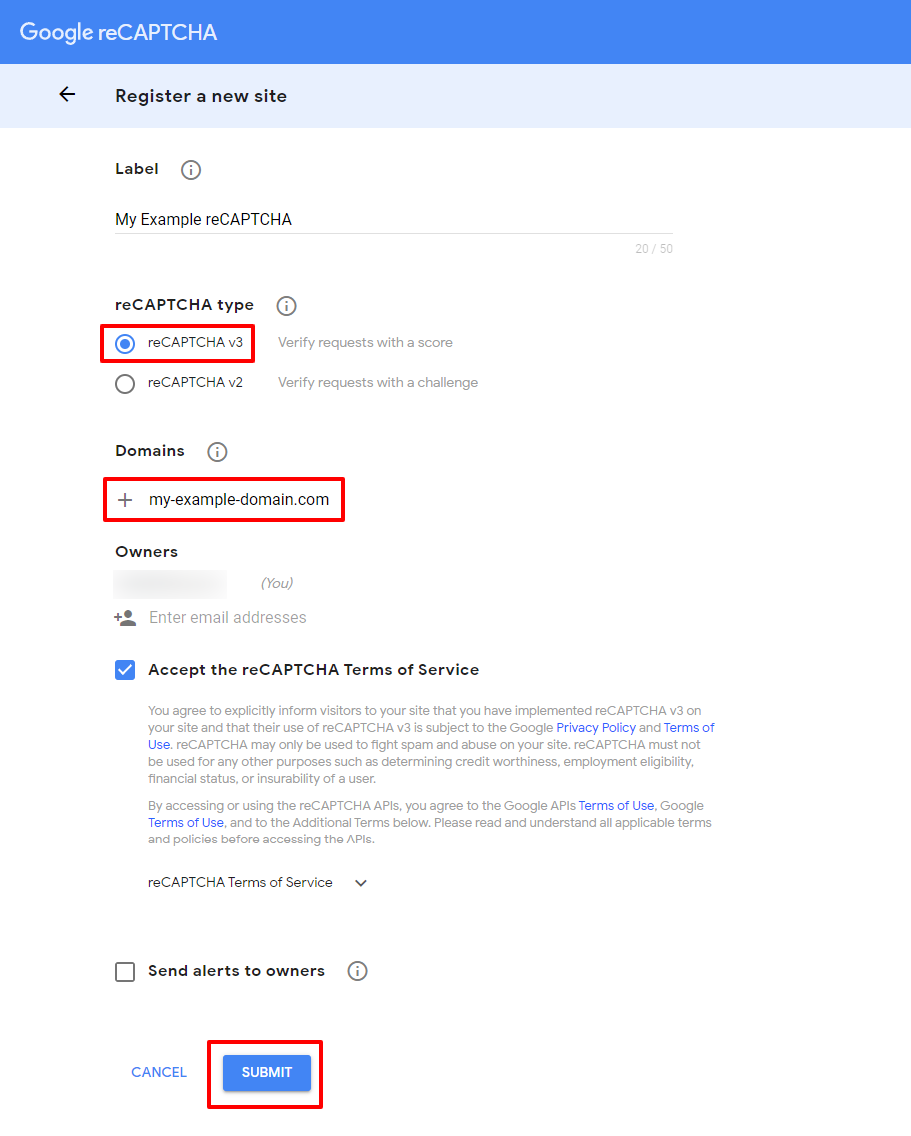 Google reCAPTCHA
Register a new site
Label
My Example reCAPTCHA
20 / 50
reCAPTCHA type
reCAPTCHA v3 Verify requests with a score
reCAPTCHA v2 Verify requests with a challenge
Domains
my-example-domain.com
Owners
(You)
Enter email addresses
Accept the reCAPTCHA Terms of Service
You agree to explicitly inform visitors to your site that you have implemented reCAPTCHA v3 on
your site and that their use of reCAPTCHA v3 is subject to the Google Privacy Policy and Terms of
Use. reCAPTCHA may only be used to fight spam and abuse on your site. reCAPTCHA must not
be used for any other purposes such as determining credit worthiness, employment eligibility,
financial status, or insurability of a user.
By accessing or using the reCAPTCHA APIs, you agree to the Google APIs Terms of Use, Google
Terms of Use, and to the Additional Terms below. Please read and understand all applicable terms
and policies before accessing the APIs.
reCAPTCHA Terms of Service
Send alerts to owners
CANCEL SUBMIT